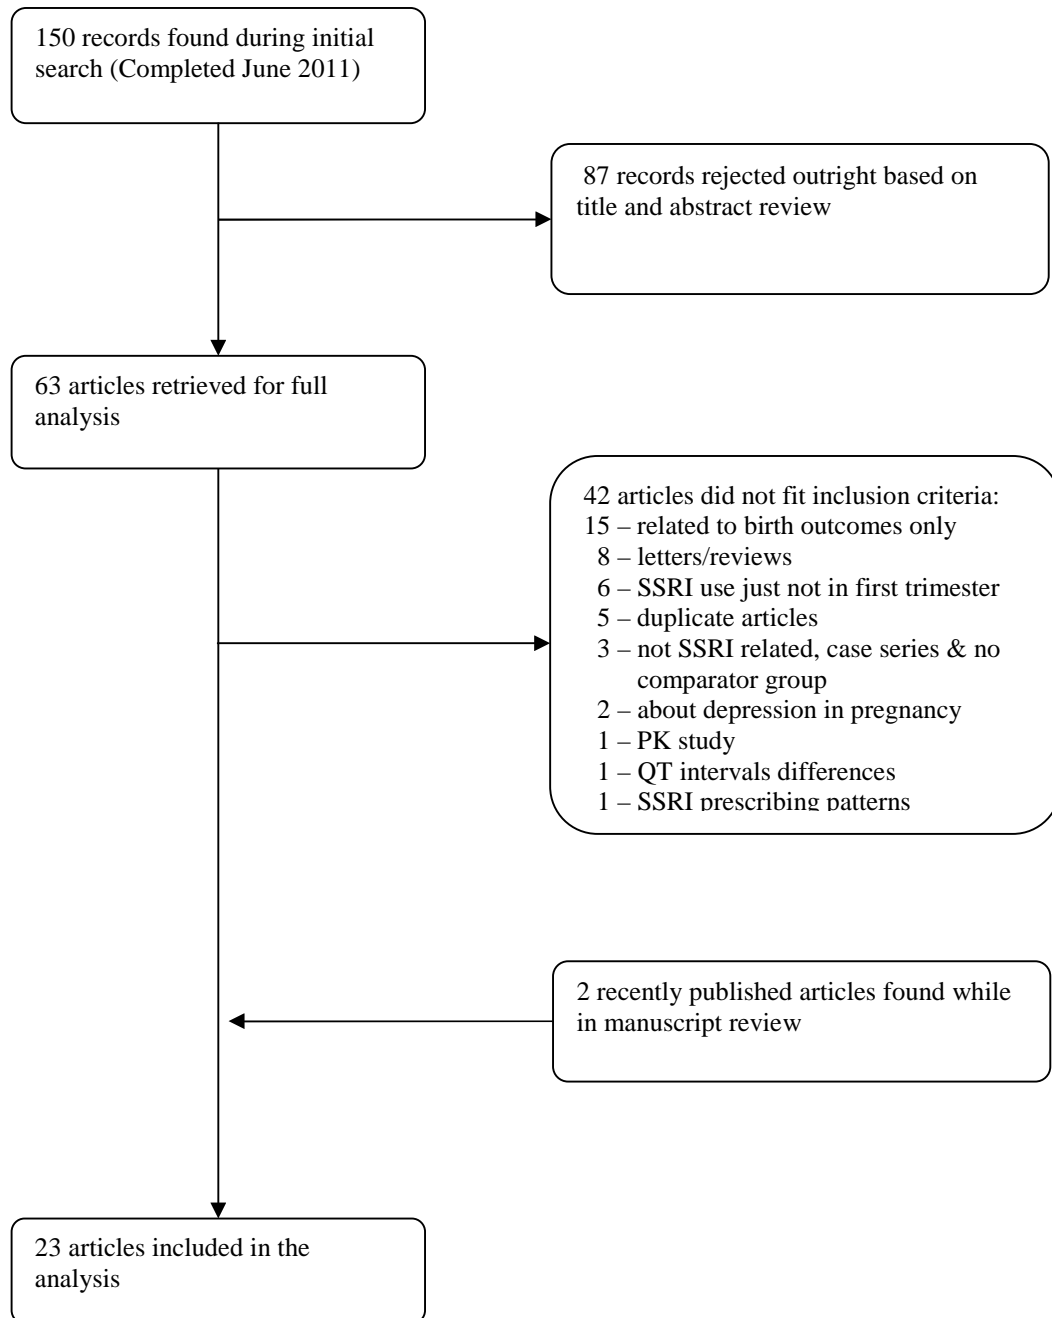 150 records found during initial
search (Completed June 2011)
87 records rejected outright based on
title and abstract review
63 articles retrieved for full
analysis
42 articles did not fit inclusion criteria:
15 – related to birth outcomes only
8 – letters/reviews
6 – SSRI use just not in first trimester
5 – duplicate articles
3 – not SSRI related, case series & no
comparator group
2 – about depression in pregnancy
1 – PK study
1 – QT intervals differences
1 – SSRI prescribing patterns
2 recently published articles found while
in manuscript review
23 articles included in the
analysis